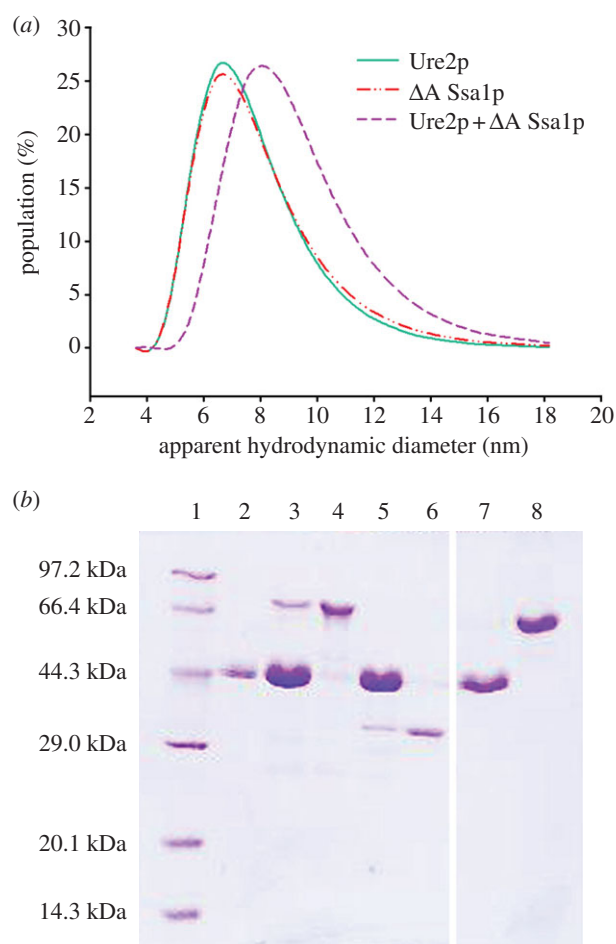 (a)
30
25
20
15
10
5
0
population (%)
Ure2p
ΔA Ssa1p
Ure2p + ΔA Ssa1p
2 4 6 8 10 12 14 16 18 20
apparent hydrodynamic diameter (nm)
(b)
1 2 3 4 5 6 7 8
97.2 kDa
66.4 kDa
44.3 kDa
29.0 kDa
20.1 kDa
14.3 kDa